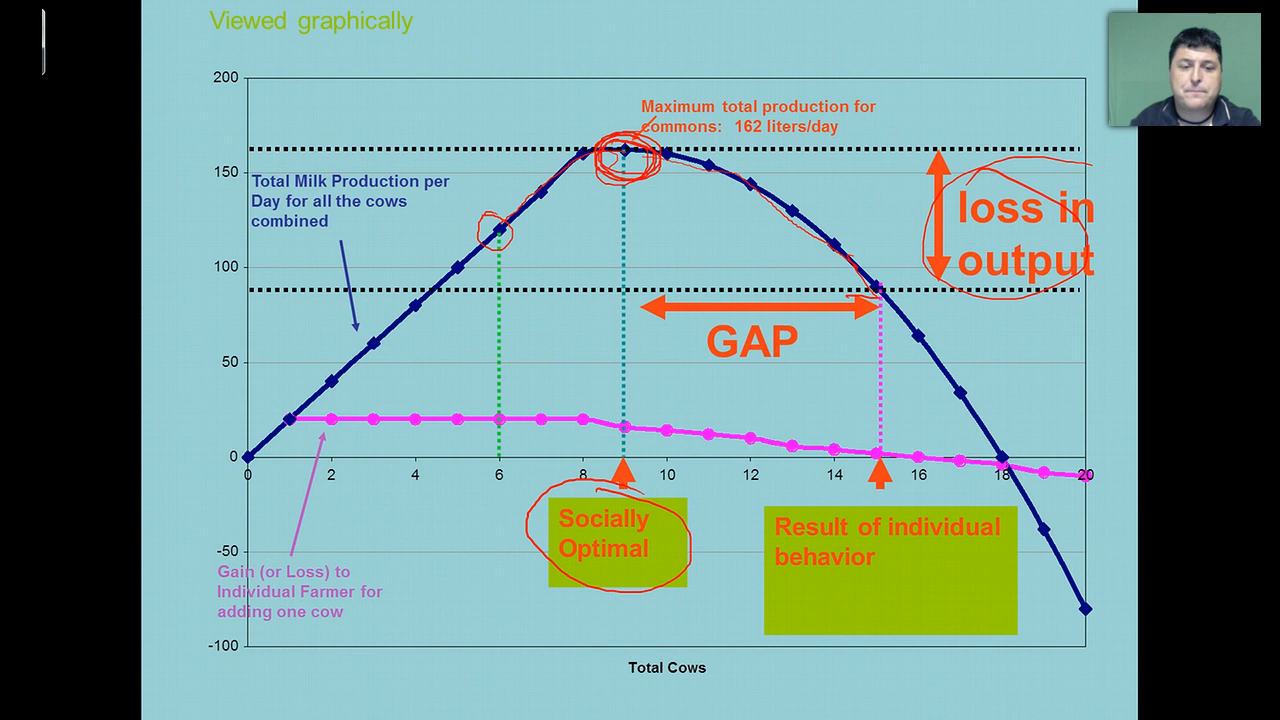 Viewed graphically
200
Maximum total production for
commons: 162 liters/day
150
Total Milk Production per
Day for all the cows
combined
loss in
output
100
GAP
50
0
0 2 4 6 8 10 12 14 16 18 20
Socially
Optimal
Result of individual
behavior
-50
Gain (or Loss) to
Individual Farmer for
adding one cow
-100
Total Cows